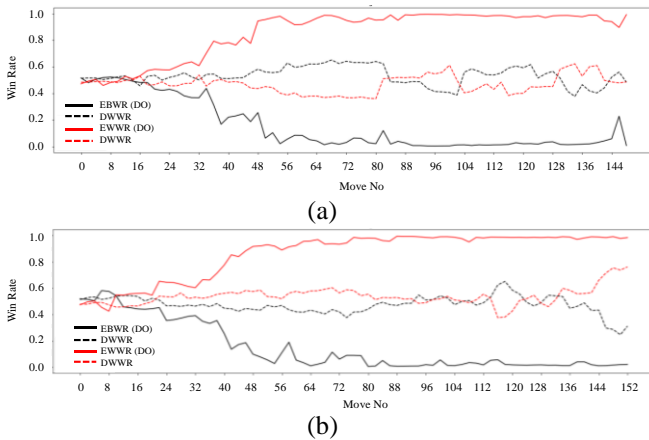 1.0
0.8
0.6
0.4
0.2
0.0
Win Rate
EBWR (DO)
DWWR
EWWR (DO)
DWWR
0 8 16 24 32 40 48 56 64 72 80 88 96 104 112 120 128 136 144
Move No
(a)
1.0
0.8
0.6
0.4
0.2
0.0
Win Rate
EBWR (DO)
DWWR
EWWR (DO)
DWWR
0 8 16 24 32 40 48 56 64 72 80 88 96 104 112 120 128 136 144 152
Move No
(b)